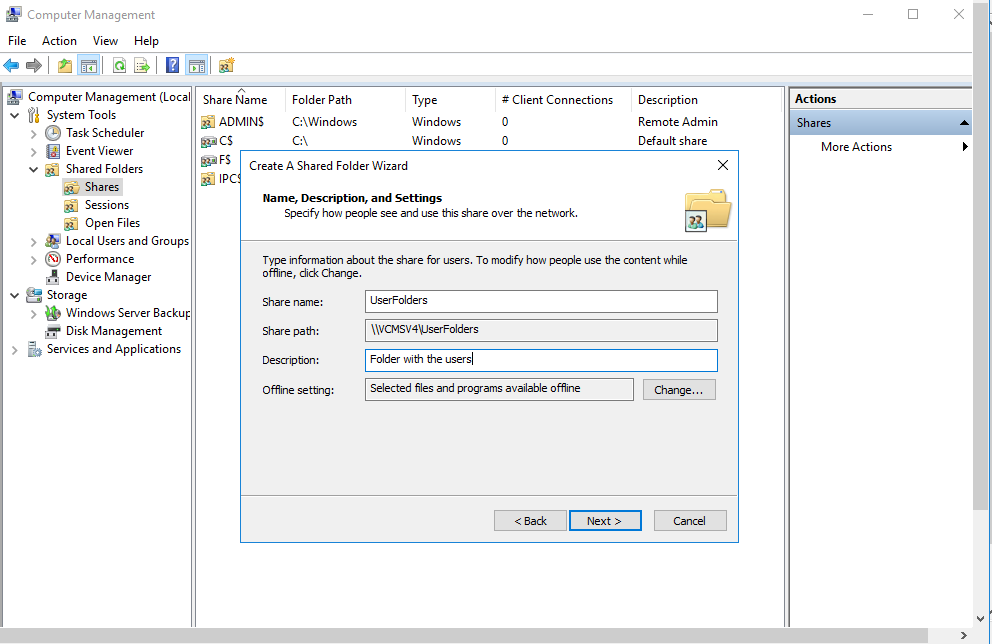 Computer Management
File Action View Help
Computer Management (Local
System Tools
Task Scheduler
Event Viewer
Shared Folders
Shares
Sessions
Open Files
Local Users and Groups
Performance
Device Manager
Storage
Windows Server Backup
Disk Management
Services and Applications
Share Name Folder Path Type # Client Connections Description
ADMIN$ C:\Windows Windows 0 Remote Admin
C$ C:\ Windows 0 Default share
F$
IPC$
Create A Shared Folder Wizard
Name, Description, and Settings
Specify how people see and use this share over the network.
Type information about the share for users. To modify how people use the content while
offline, click Change.
Share name: UserFolders
Share path: \\VCMSV4\UserFolders
Description: Folder with the users
Offline setting: Selected files and programs available offline Change...
< Back Next > Cancel
Actions
Shares
More Actions